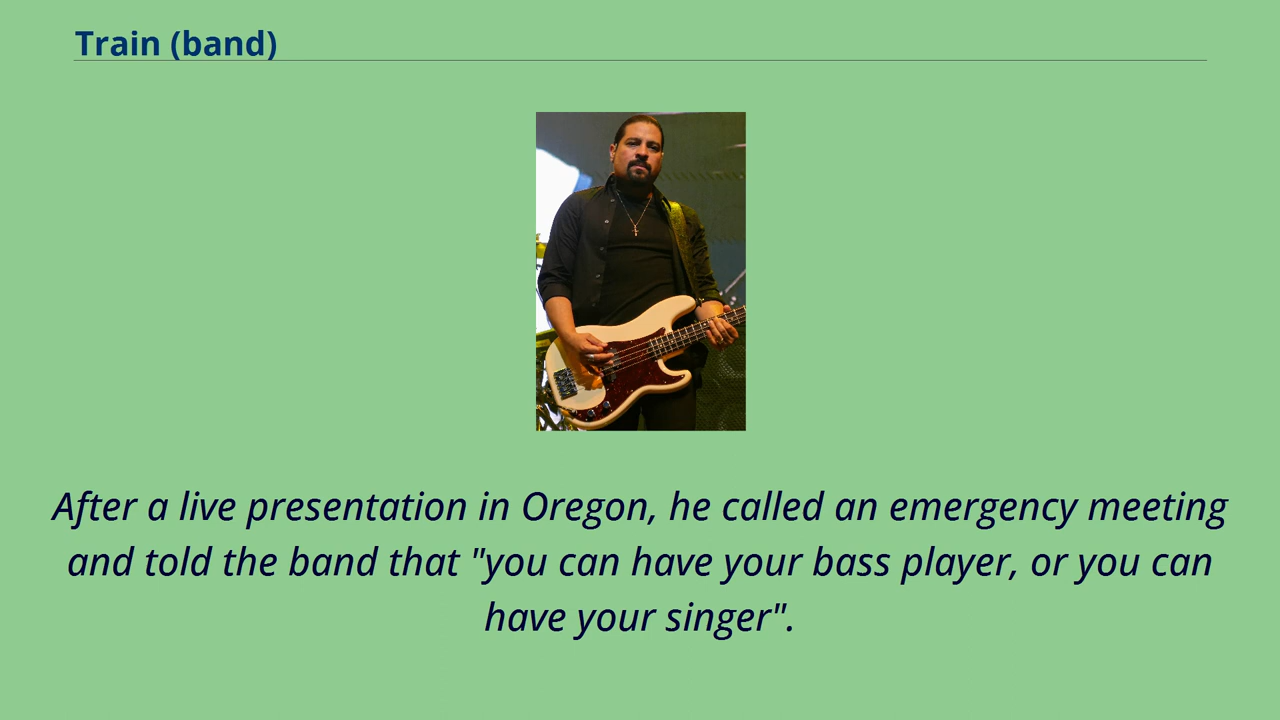 Train (band)
After a live presentation in Oregon, he called an emergency meeting
and told the band that "you can have your bass player, or you can
have your singer".